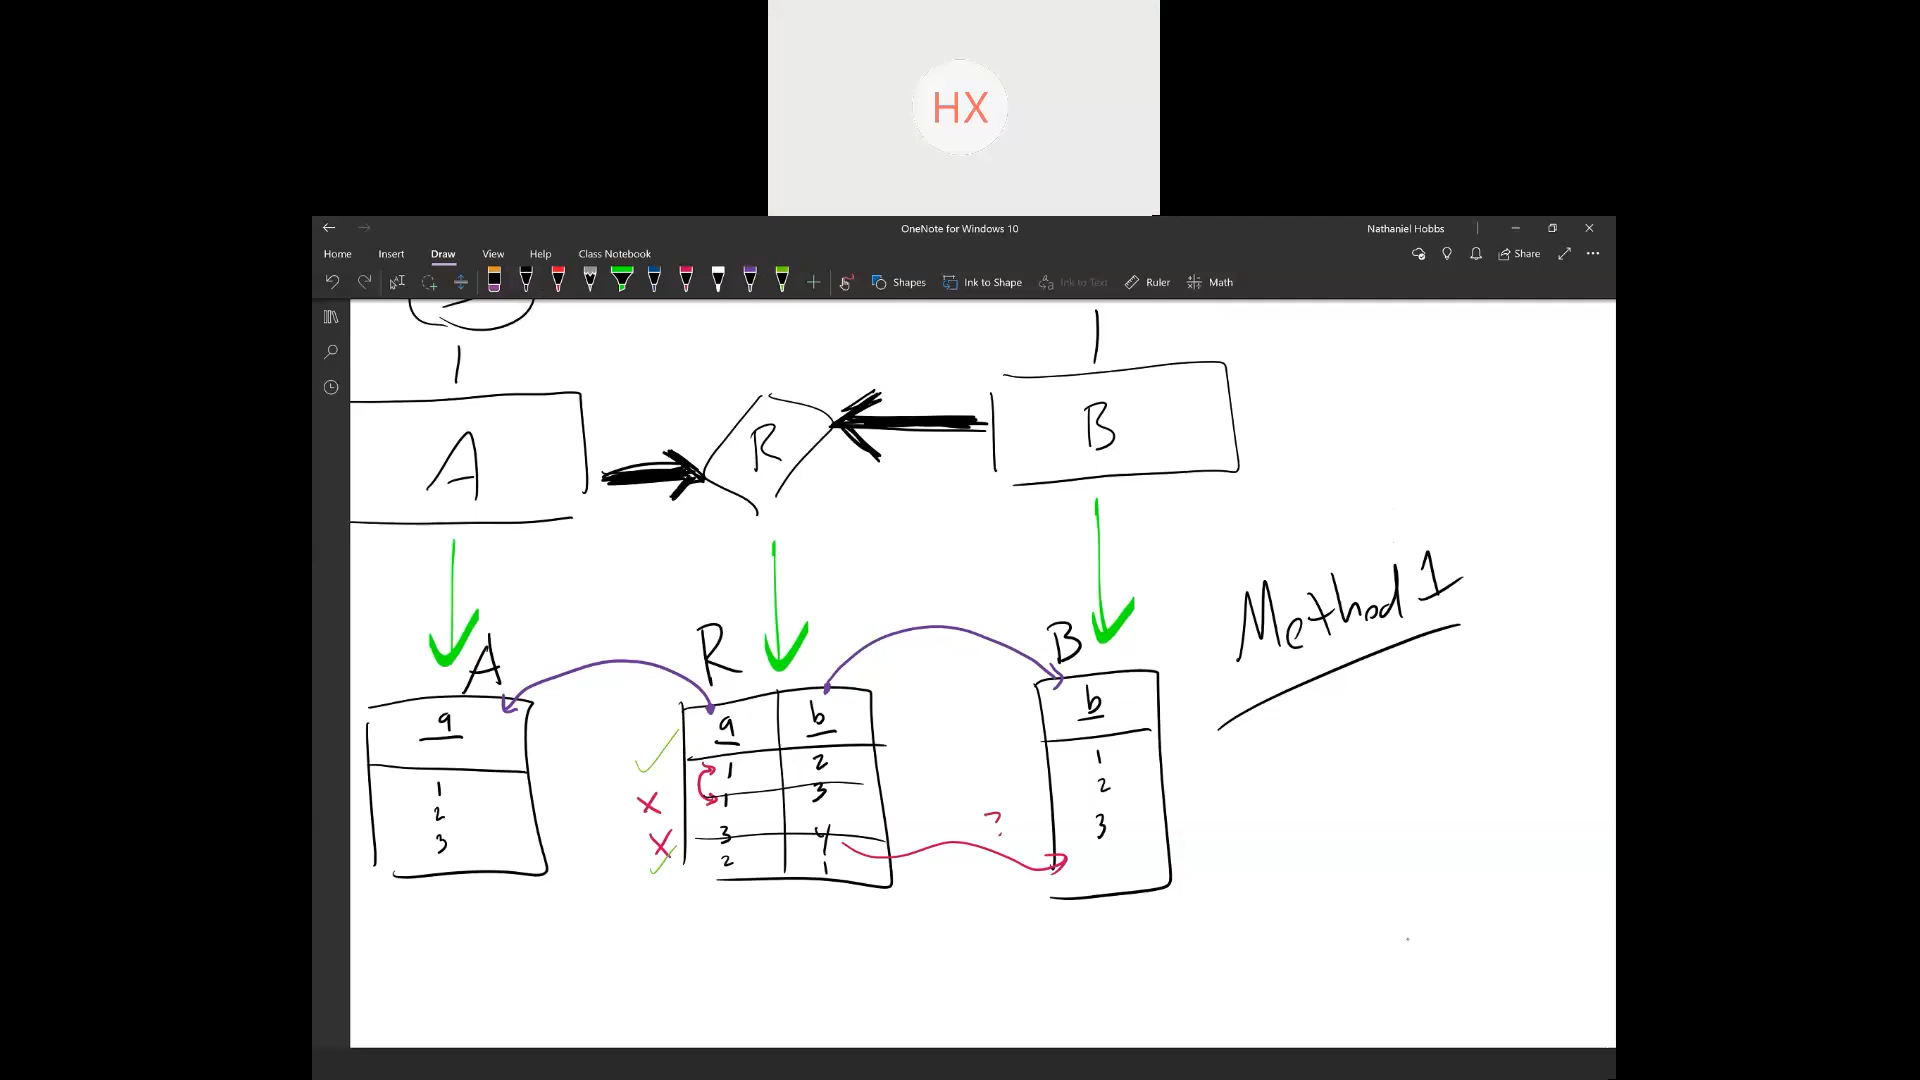 HX
OneNote for Windows 10
Nathaniel Hobbs
Home Insert Draw View Help Class Notebook
Share
Shapes Ink to Shape Ink to Text Ruler Math
A
R
B
Method 1
A
R
B
a
a b
b
1
2
3
1 2
1 3
3 4
2 1
?
1
2
3